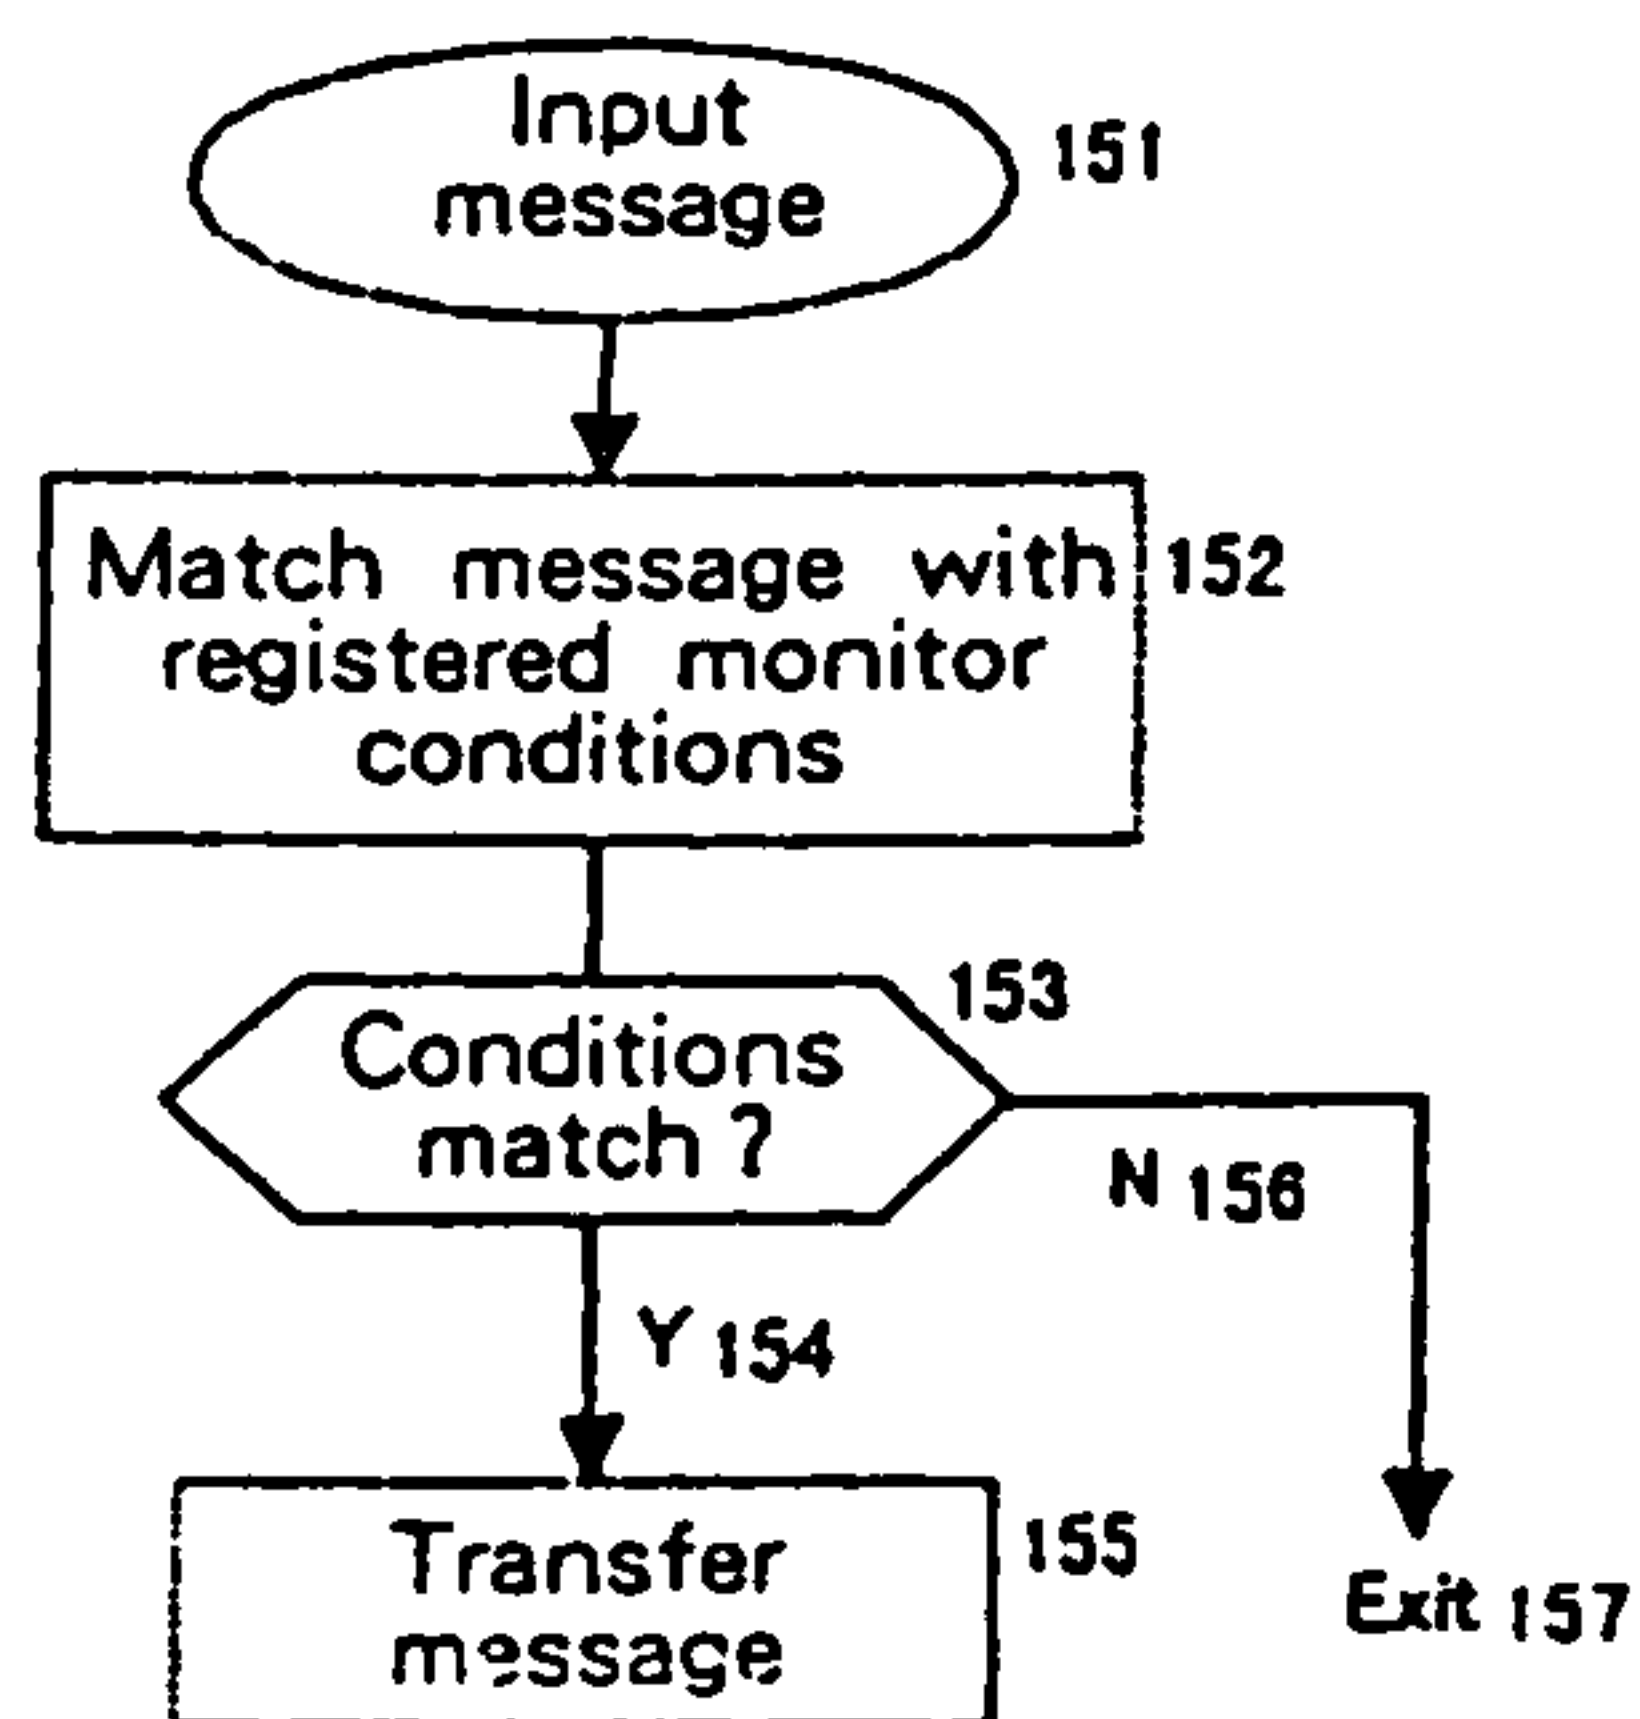 Input
message
151
Match message with
registered monitor
conditions
152
153
Conditions
match ?
N 156
Y 154
Transfer
message
155
Exit 157